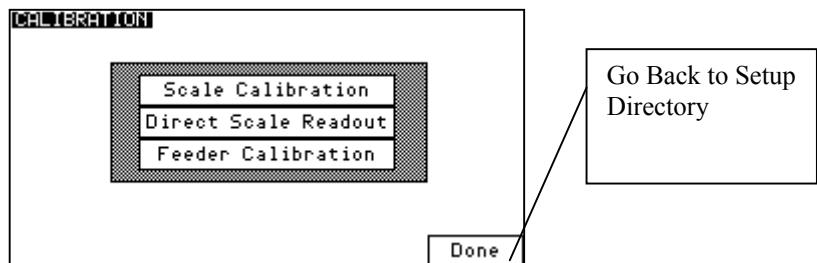 CALIBRATION
Scale Calibration
Direct Scale Readout
Feeder Calibration
Done
Go Back to Setup
Directory